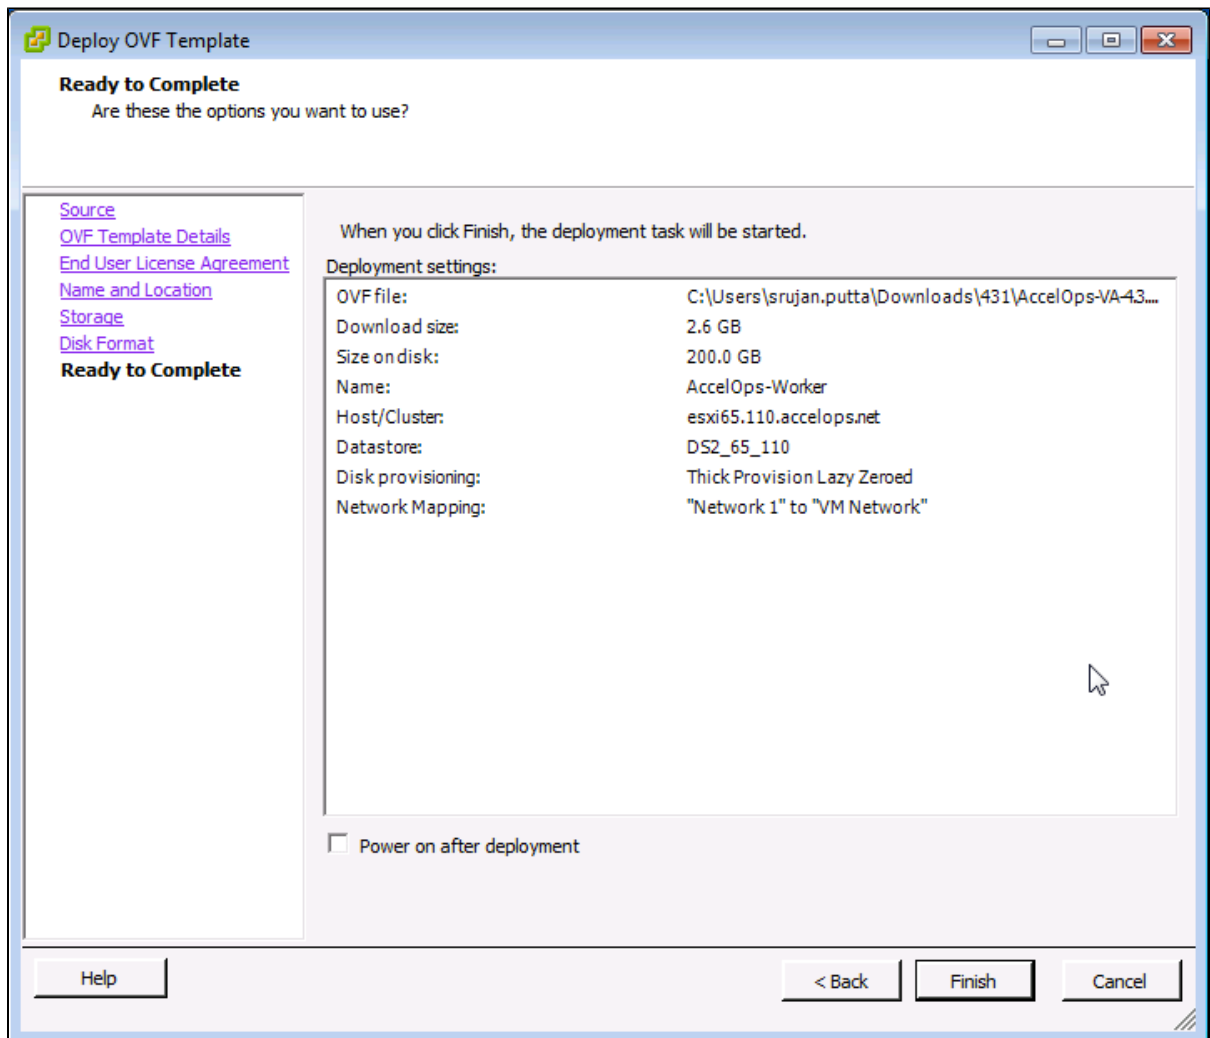 Deploy OVF Template
Ready to Complete
Are these the options you want to use?
Source
OVF Template Details
End User License Agreement
Name and Location
Storage
Disk Format
Ready to Complete
When you click Finish, the deployment task will be started.
Deployment settings:
OVF file: C:\Users\srujan.putta\Downloads\431\AccelOps-VA-4.3....
Download size: 2.6 GB
Size on disk: 200.0 GB
Name: AccelOps-Worker
Host/Cluster: esxi65.110.accelops.net
Datastore: DS2_65_110
Disk provisioning: Thick Provision Lazy Zeroed
Network Mapping: "Network 1" to "VM Network"
Power on after deployment
Help
< Back
Finish
Cancel